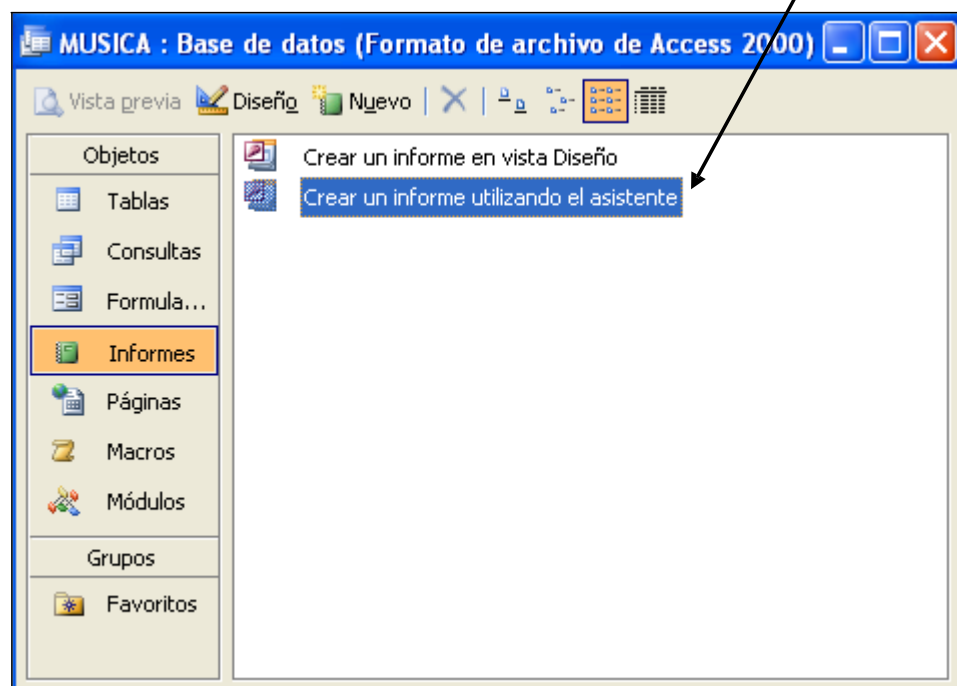 MUSICA : Base de datos (Formato de archivo de Access 2000)
Vista previa Diseño Nuevo
Objetos
Tablas
Consultas
Formula...
Informes
Páginas
Macros
Módulos
Grupos
Favoritos
Crear un informe en vista Diseño
Crear un informe utilizando el asistente